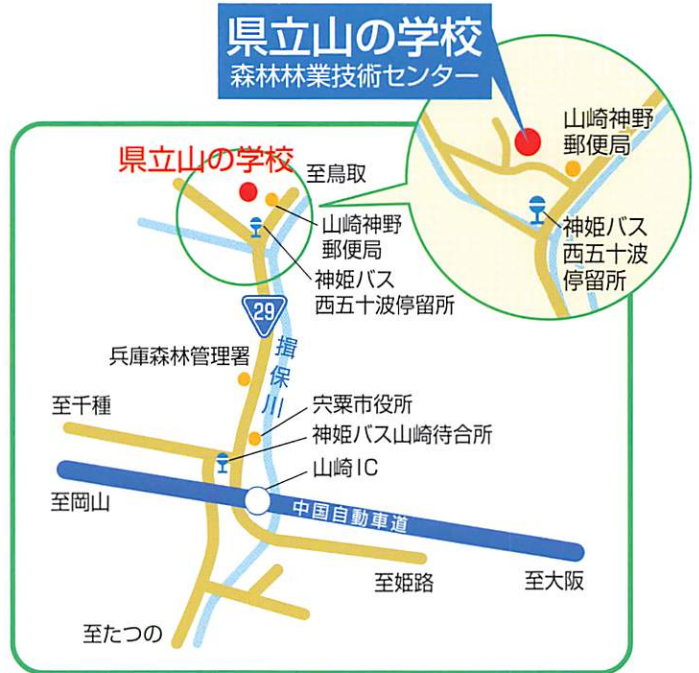 県立山の学校
森林林業技術センター
山崎神野
郵便局
神姫バス
西五十波
停留所
県立山の学校
至鳥取
山崎神野
郵便局
神姫バス
西五十波停留所
29
揖保川
兵庫森林管理署
至千種
宍粟市役所
神姫バス山崎待合所
山崎IC
至岡山
中国自動車道
至姫路
至大阪
至たつの